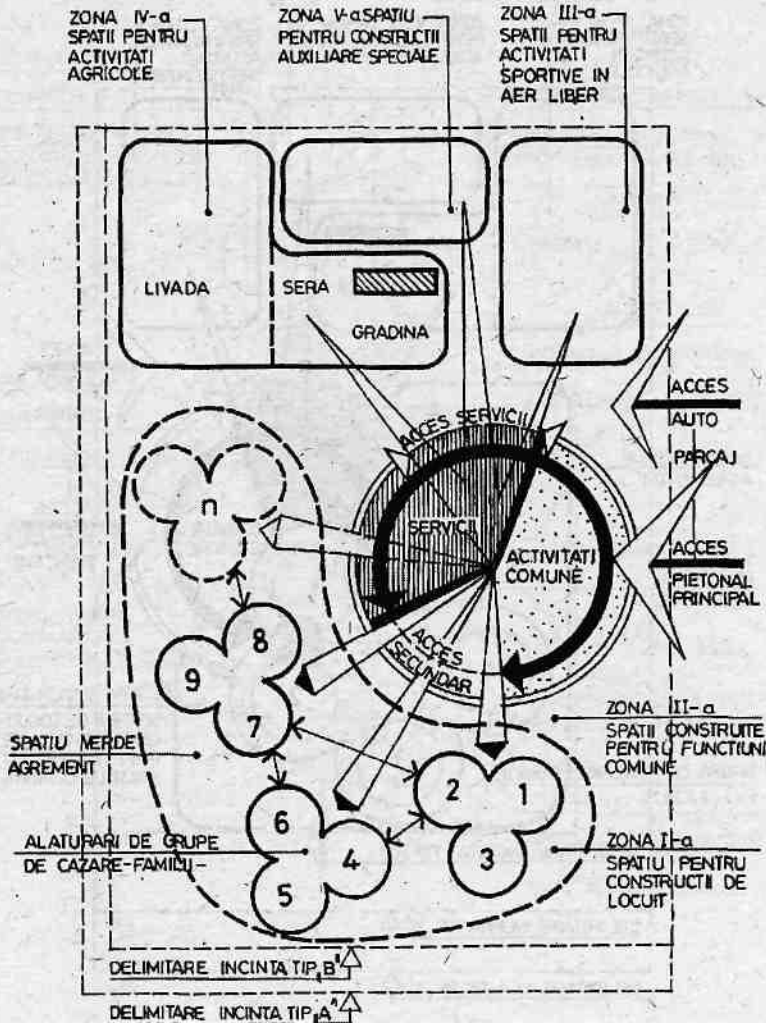 ZONA IV-a
SPATII PENTRU
ACTIVITATI
AGRICOLE
ZONA V-a SPATIU
PENTRU CONSTRUCTII
AUXILIARE SPECIALE
ZONA III-a
SPATII PENTRU
ACTIVITATI
SPORTIVE IN
AER LIBER
LIVADA
SERA
GRADINA
ACCES
AUTO
PARCAJ
ACCES SERVICII
n
SERVICII
ACTIVITATI
COMUNE
ACCES
PIETONAL
PRINCIPAL
ACCES
SECUNDAR
8
9
7
ZONA II-a
SPATII CONSTRUITE
PENTRU FUNCTIUNI
COMUNE
SPATIU VERDE
AGREMENT
2
1
3
6
4
5
ALATURARI DE GRUPE
DE CAZARE-FAMILII-
ZONA I-a
SPATIU PENTRU
CONSTRUCTII DE
LOCUIT
DELIMITARE INCINTA TIP „B"
DELIMITARE INCINTA TIP „A"